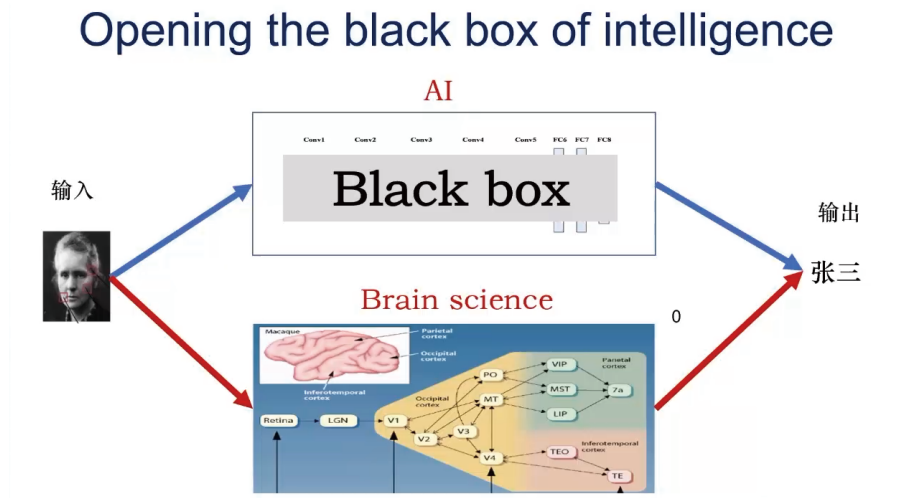 Opening the black box of intelligence
AI
Conv1 Conv2 Conv3 Conv4 Conv5 FC6 FC7 FC8
Black box
输入
输出
张三
Brain science
0
Macaque
Parietal
cortex
Occipital
cortex
Inferotemporal
cortex
Occipital
cortex
Parietal
cortex
PO
VIP
MST
7a
MT
LIP
Retina
LGN
V1
V2
V3
V4
Inferotemporal
cortex
TEO
TE